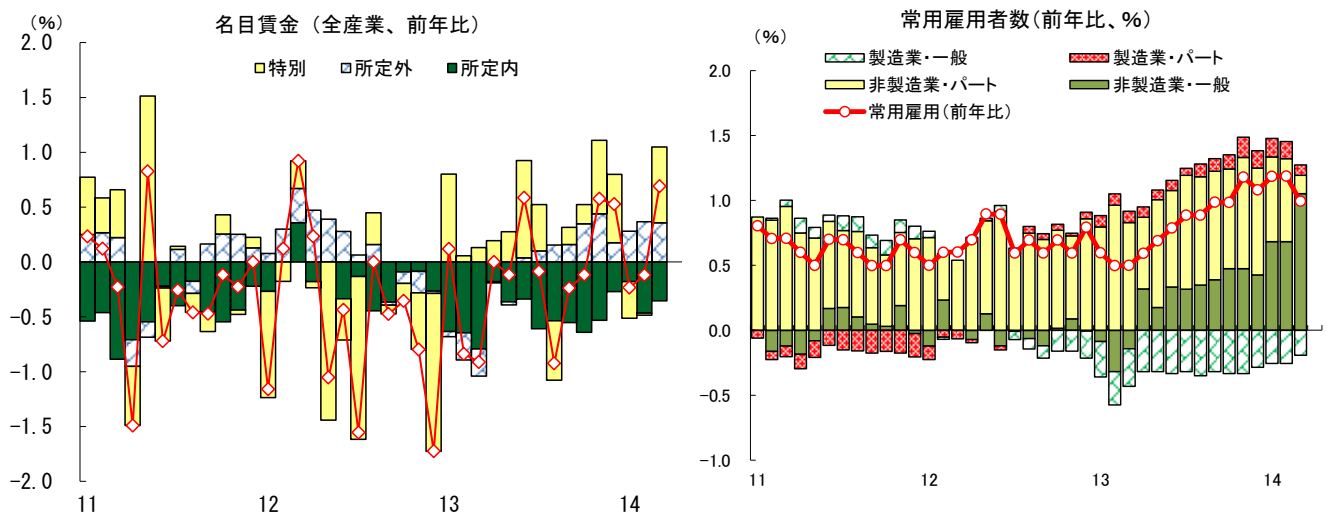 名目賃金（全産業、前年比）
（％）
2.0
1.5
1.0
0.5
0.0
-0.5
-1.0
-1.5
-2.0
特別 所定外 所定内
11 12 13 14
常用雇用者数（前年比、％）
（％）
製造業・一般 製造業・パート
非製造業・パート 非製造業・一般
常用雇用（前年比）
2.0
1.5
1.0
0.5
0.0
-0.5
-1.0
11 12 13 14